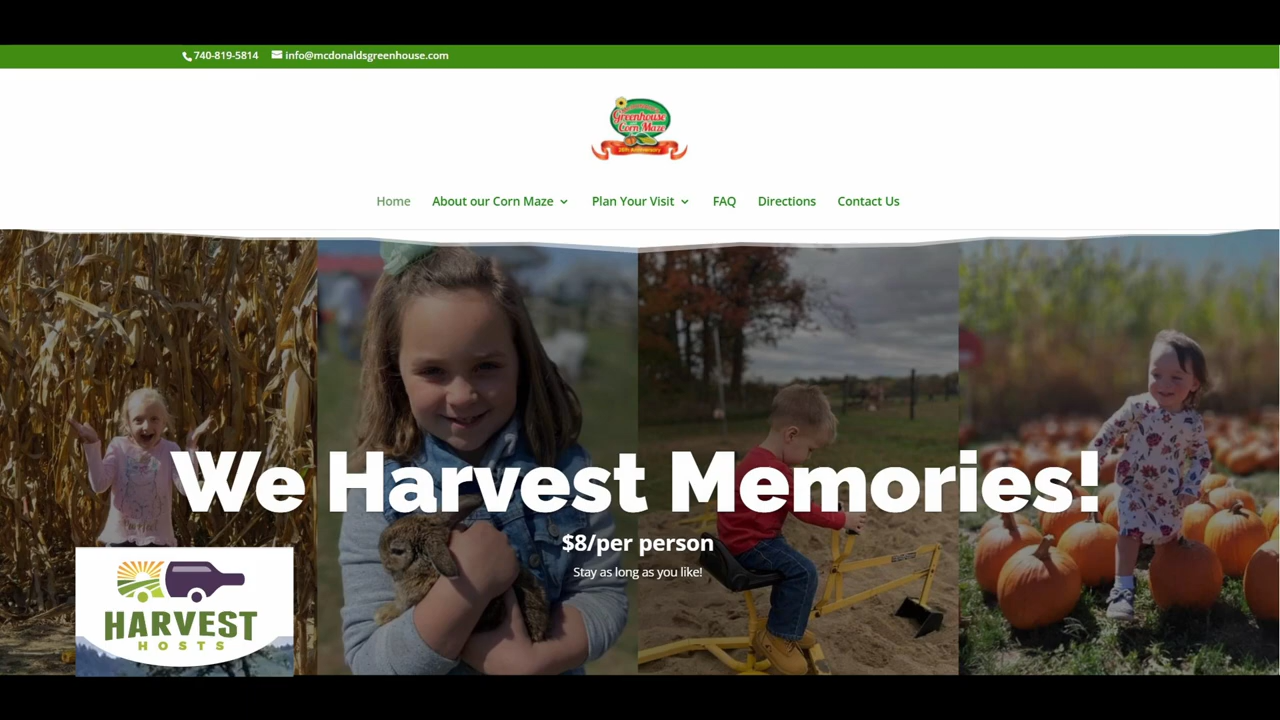 740-819-5814 info@mcdonaldsgreenhouse.com
Greenhouse
Corn Maze
Home About our Corn Maze Plan Your Visit FAQ Directions Contact Us
We Harvest Memories!
$8/per person
Stay as long as you like!
HARVEST
HOSTS